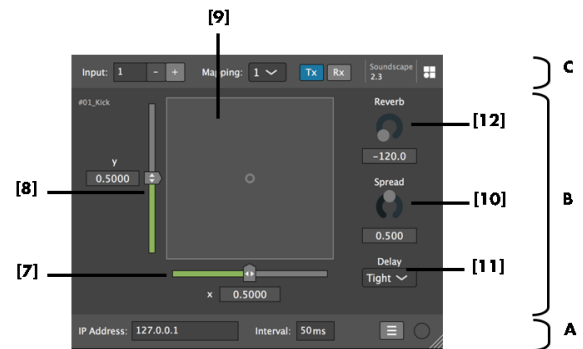 [9]
Input: 1 - + Mapping: 1 Tx Rx Soundscape
2.3
C
#01_Kick
Reverb
[12]
-120.0
y
0.5000
[8]
Spread
[10]
0.500
B
[7]
Delay
[11]
Tight
x 0.5000
IP Address: 127.0.0.1 Interval: 50ms
A